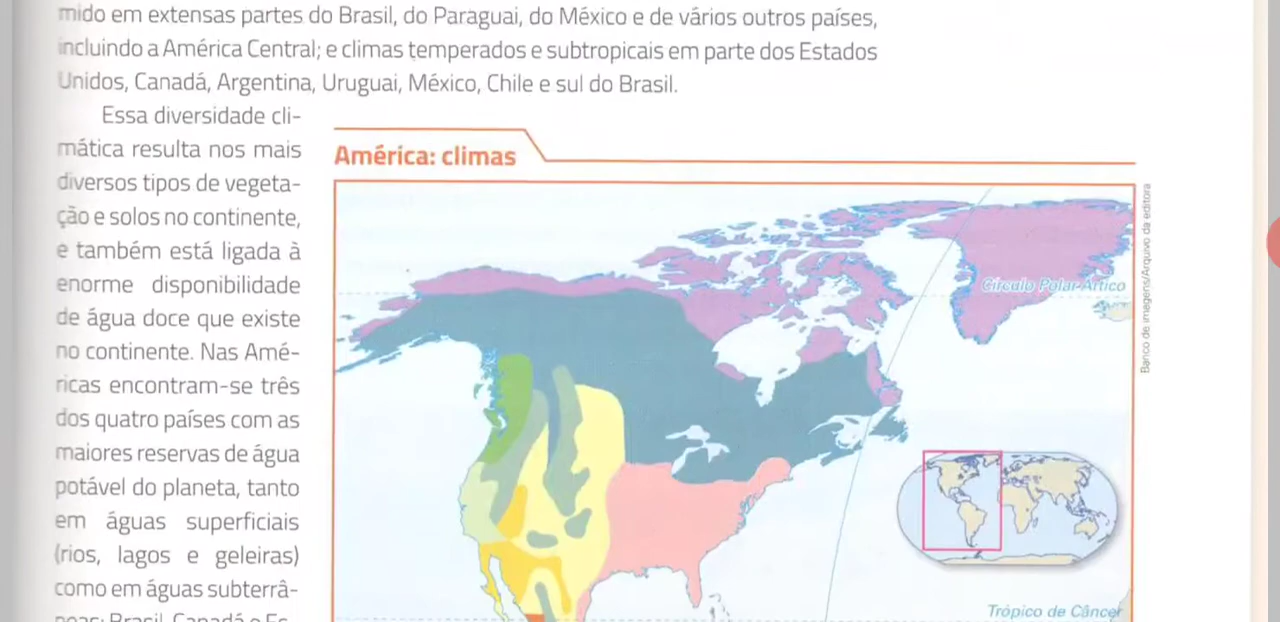 mido em extensas partes do Brasil, do Paraguai, do México e de vários outros países,
incluindo a América Central; e climas temperados e subtropicais em parte dos Estados
Unidos, Canadá, Argentina, Uruguai, México, Chile e sul do Brasil.
Essa diversidade cli-
mática resulta nos mais
diversos tipos de vegeta-
ção e solos no continente,
e também está ligada à
enorme disponibilidade
de água doce que existe
no continente. Nas Amé-
ricas encontram-se três
dos quatro países com as
maiores reservas de água
potável do planeta, tanto
em águas superficiais
(rios, lagos e geleiras)
como em águas subterrâ-
neas: Brasil, Canadá e Es-
América: climas
Círculo Polar Ártico
Trópico de Câncer
Banco de imagens/Arquivo da editora